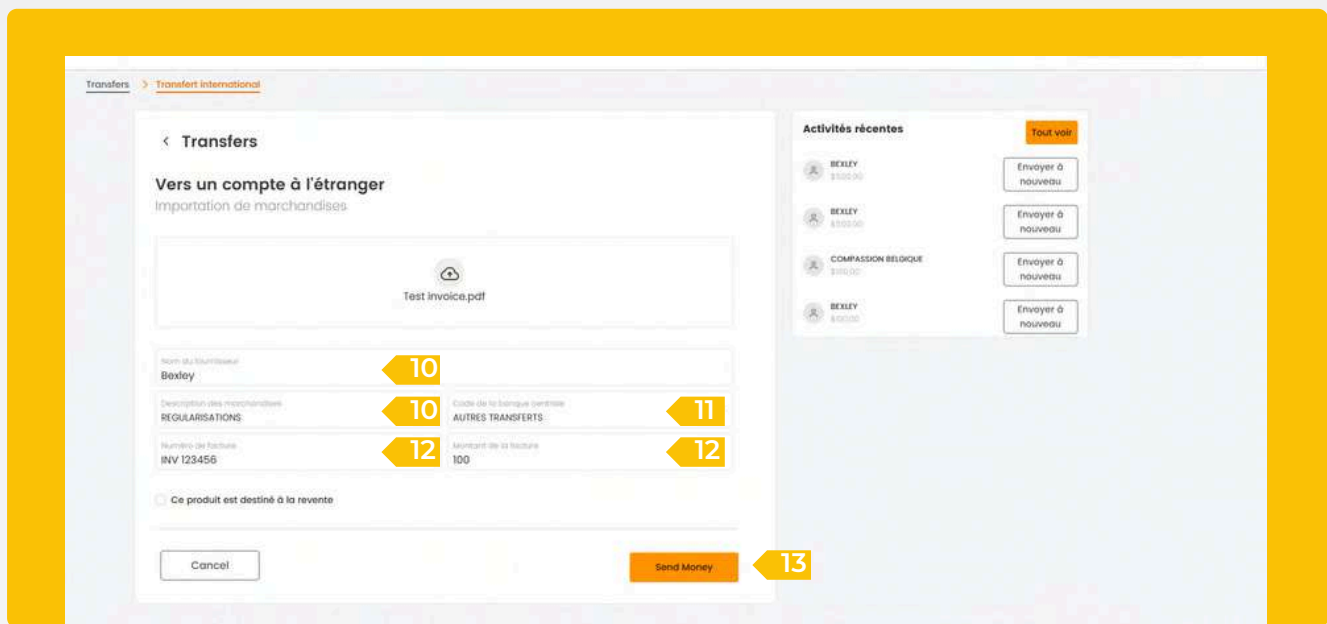 Transfers > Transfert international
< Transfers
Vers un compte à l'étranger
Importation de marchandises
Test invoice.pdf
Nom du fournisseur
Bexley
10
Description des marchandises
REGULARISATIONS
10
Code de la banque centrale
AUTRES TRANSFERTS
11
Numéro de facture
INV 123456
12
Montant de la facture
100
12
Ce produit est destiné à la revente
Cancel
Send Money
13
Activités récentes
Tout voir
BEXLEY
Envoyer à
nouveau
BEXLEY
Envoyer à
nouveau
COMPASSION BELGIQUE
Envoyer à
nouveau
BEXLEY
Envoyer à
nouveau